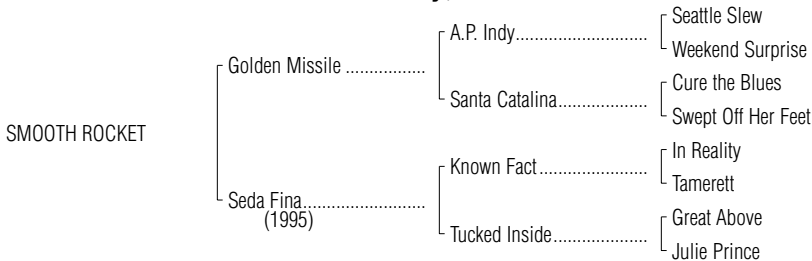 Seattle Slew
A.P. Indy
Weekend Surprise
Golden Missile
Cure the Blues
Santa Catalina
Swept Off Her Feet
SMOOTH ROCKET
In Reality
Known Fact
Tamerett
Seda Fina
(1995)
Great Above
Tucked Inside
Julie Prince